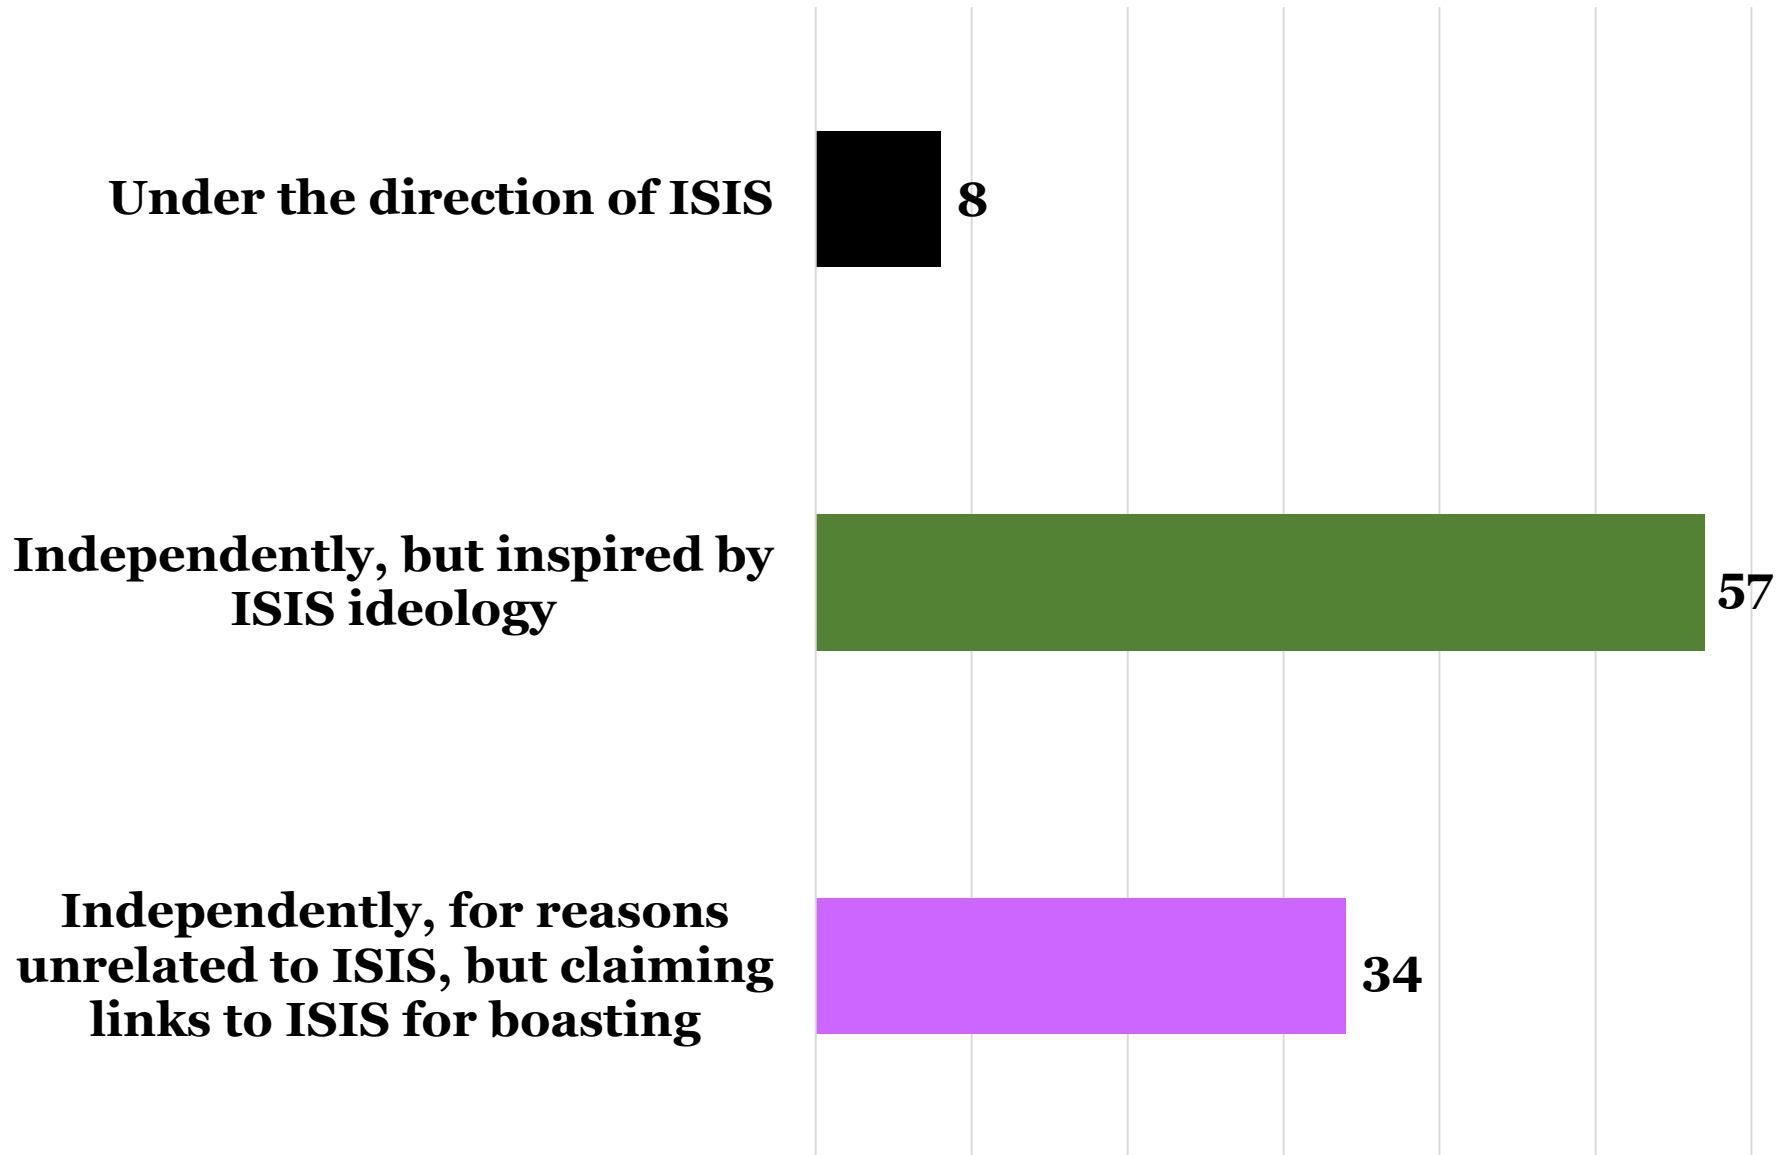 Under the direction of ISIS
8
Independently, but inspired by
ISIS ideology
57
Independently, for reasons
unrelated to ISIS, but claiming
links to ISIS for boasting
34